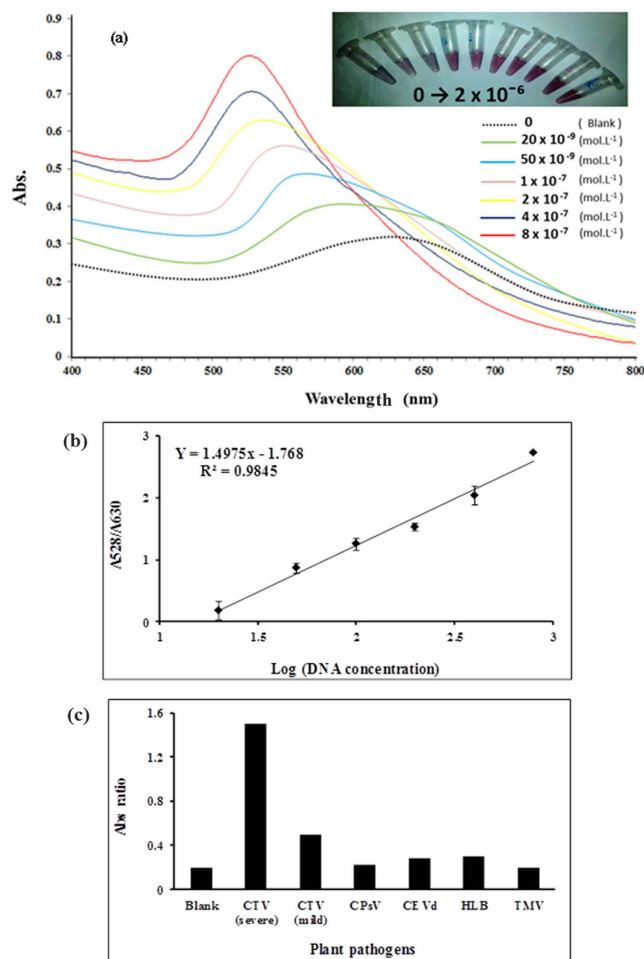 (a)
0.9
0.8
0.7
0.6
0.5
0.4
0.3
0.2
0.1
0
Abs.
400 450 500 550 600 650 700 750 800
Wavelength (nm)
0 → 2 x 10⁻⁶
0 ( Blank )
20 x 10⁻⁹ (mol.L⁻¹)
50 x 10⁻⁹ (mol.L⁻¹)
1 x 10⁻⁷ (mol.L⁻¹)
2 x 10⁻⁷ (mol.L⁻¹)
4 x 10⁻⁷ (mol.L⁻¹)
8 x 10⁻⁷ (mol.L⁻¹)
(b)
Y = 1.4975x - 1.768
R² = 0.9845
3
2
1
0
A528/A630
1 1.5 2 2.5 3
Log (DNA concentration)
(c)
1.6
1.2
0.8
0.4
0
Abs ratio
Blank CTV (severe) CTV (mild) CPsV CEVd HLB TMV
Plant pathogens